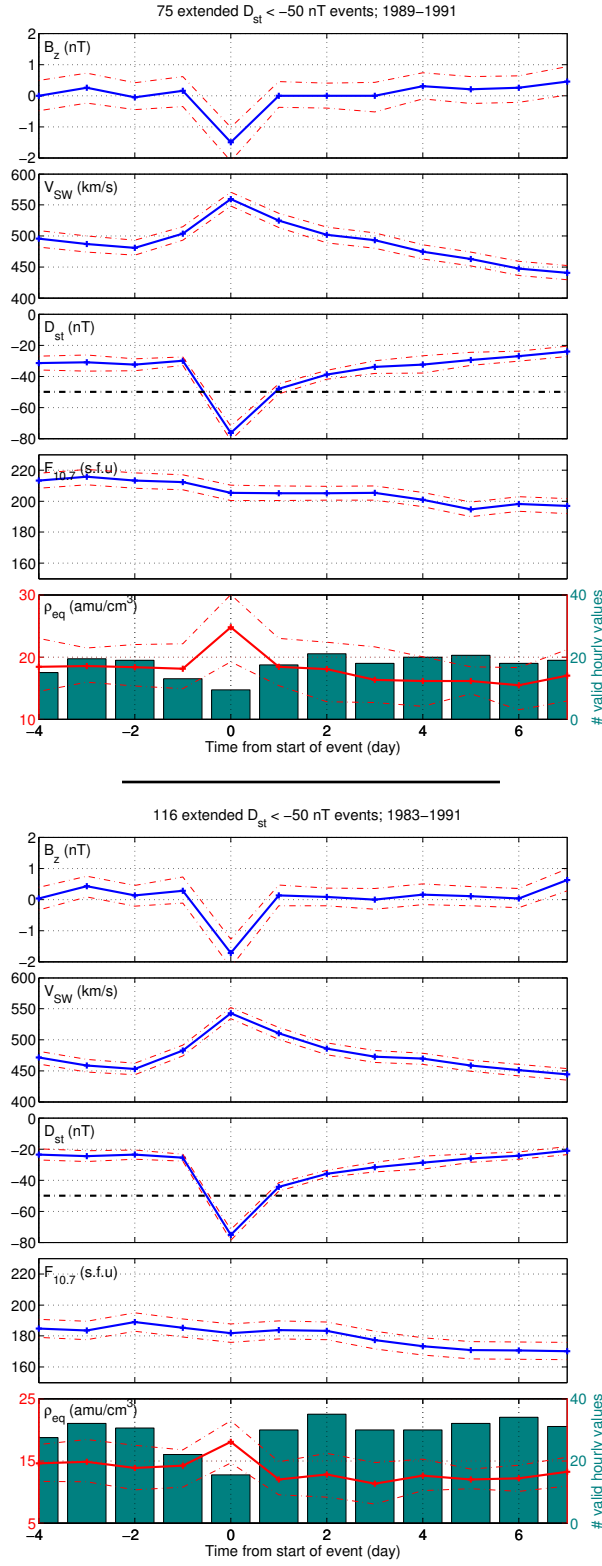 75 extended D_st < −50 nT events; 1989−1991
B_z (nT)
2
1
0
−1
−2
V_SW (km/s)
600
550
500
450
400
D_st (nT)
0
−20
−40
−60
−80
F_10.7 (s.f.u)
220
200
180
160
ρ_eq (amu/cm^3)
30
20
10
40
20
0
# valid hourly values
−4 −2 0 2 4 6
Time from start of event (day)
116 extended D_st < −50 nT events; 1983−1991
B_z (nT)
2
1
0
−1
−2
V_SW (km/s)
600
550
500
450
400
D_st (nT)
0
−20
−40
−60
−80
F_10.7 (s.f.u)
220
200
180
160
ρ_eq (amu/cm^3)
25
15
5
40
20
0
# valid hourly values
−4 −2 0 2 4 6
Time from start of event (day)